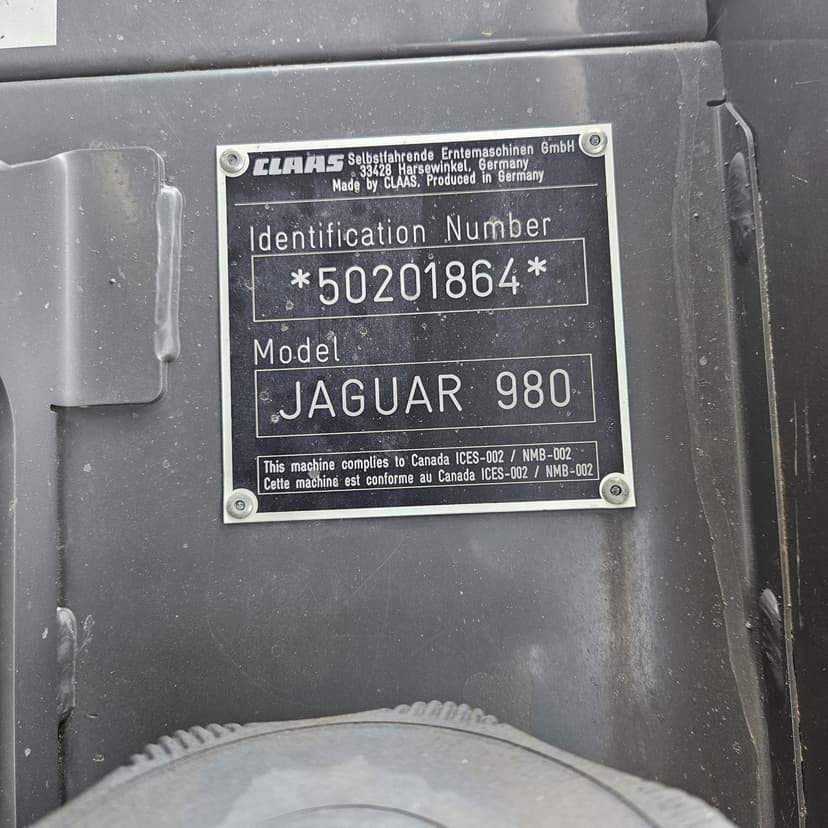 CLAAS Selbstfahrende Erntemaschinen GmbH
33428 Harsewinkel, Germany
Made by CLAAS, Produced in Germany
Identification Number
*50201864*
Model
JAGUAR 980
This machine complies to Canada ICES-002 / NMB-002
Cette machine est conforme au Canada ICES-002 / NMB-002